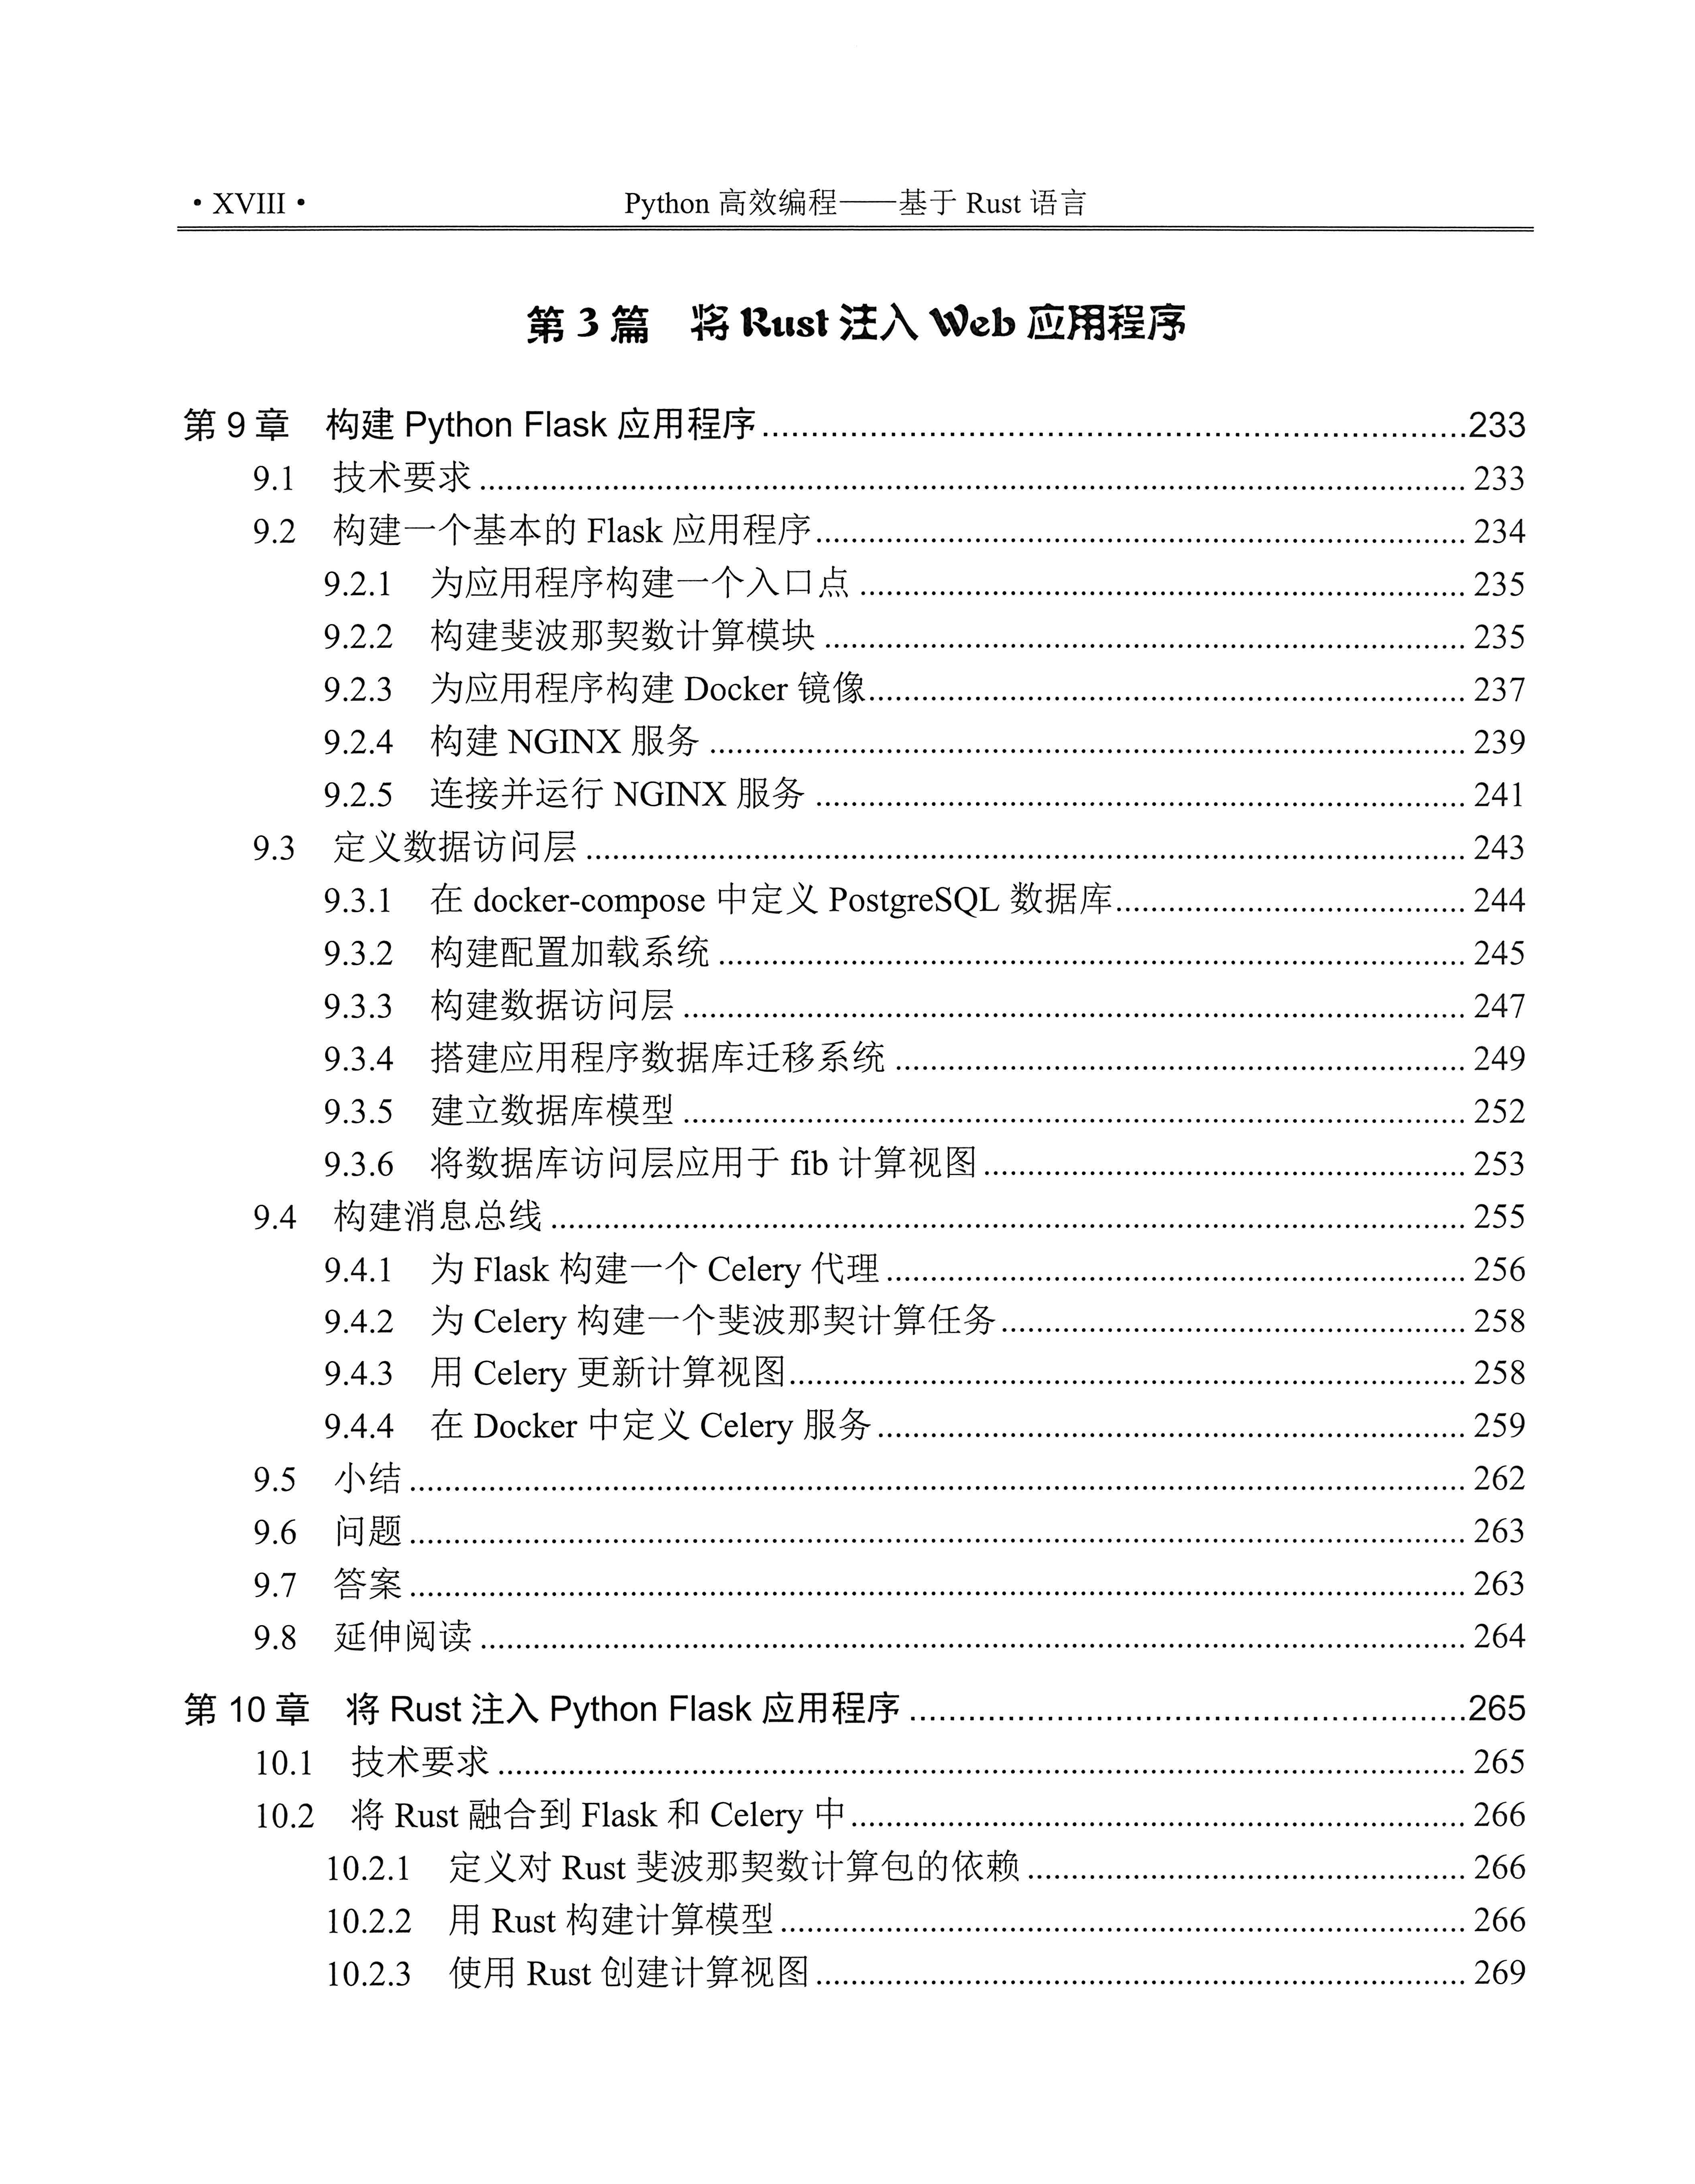 • XVIII •
Python 高效编程——基于 Rust 语言
第 3 篇 将 Rust 注入 Web 应用程序
第 9 章 构建 Python Flask 应用程序 233
9.1 技术要求 233
9.2 构建一个基本的 Flask 应用程序 234
9.2.1 为应用程序构建一个入口点 235
9.2.2 构建斐波那契数计算模块 235
9.2.3 为应用程序构建 Docker 镜像 237
9.2.4 构建 NGINX 服务 239
9.2.5 连接并运行 NGINX 服务 241
9.3 定义数据访问层 243
9.3.1 在 docker-compose 中定义 PostgreSQL 数据库 244
9.3.2 构建配置加载系统 245
9.3.3 构建数据访问层 247
9.3.4 搭建应用程序数据库迁移系统 249
9.3.5 建立数据库模型 252
9.3.6 将数据库访问层应用于 fib 计算视图 253
9.4 构建消息总线 255
9.4.1 为 Flask 构建一个 Celery 代理 256
9.4.2 为 Celery 构建一个斐波那契计算任务 258
9.4.3 用 Celery 更新计算视图 258
9.4.4 在 Docker 中定义 Celery 服务 259
9.5 小结 262
9.6 问题 263
9.7 答案 263
9.8 延伸阅读 264
第 10 章 将 Rust 注入 Python Flask 应用程序 265
10.1 技术要求 265
10.2 将 Rust 融合到 Flask 和 Celery 中 266
10.2.1 定义对 Rust 斐波那契数计算包的依赖 266
10.2.2 用 Rust 构建计算模型 266
10.2.3 使用 Rust 创建计算视图 269